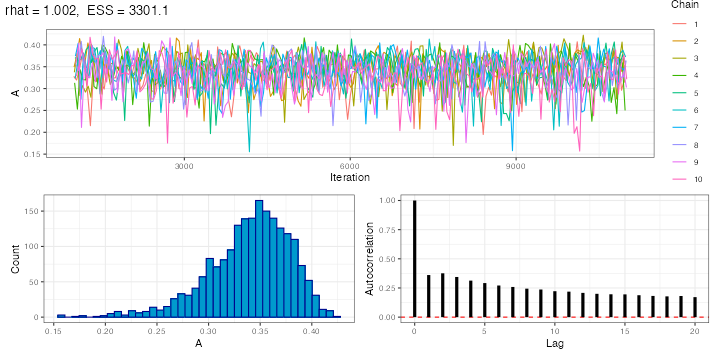 rhat = 1.002, ESS = 3301.1
Chain
1
2
3
4
5
6
7
8
9
10
A
0.40
0.35
0.30
0.25
0.20
0.15
3000 6000 9000
Iteration
Count
150
100
50
0
0.15 0.20 0.25 0.30 0.35 0.40
A
Autocorrelation
1.00
0.75
0.50
0.25
0.00
0 5 10 15 20
Lag